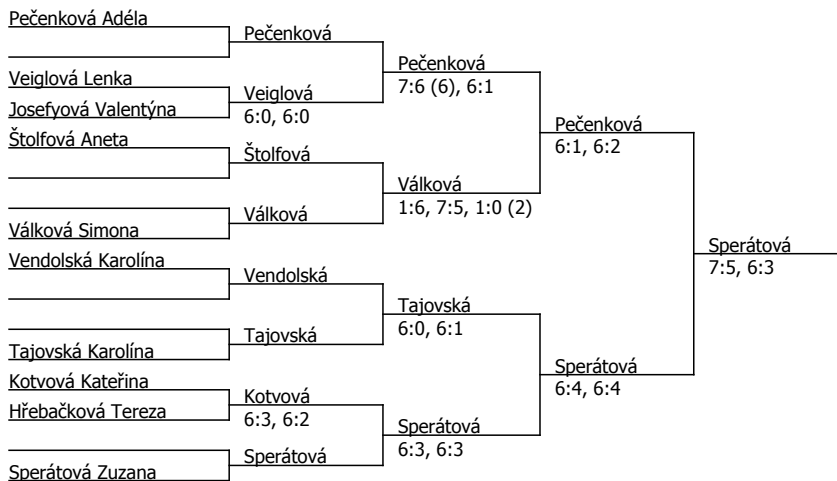 Pečenková Adéla
Veiglová Lenka
Josefyová Valentýna
Štolfová Aneta
Válková Simona
Vendolská Karolína
Tajovská Karolína
Kotvová Kateřina
Hřebačková Tereza
Sperátová Zuzana
Pečenková
Veiglová
6:0, 6:0
Štolfová
Válková
Vendolská
Tajovská
Kotvová
6:3, 6:2
Sperátová
Pečenková
7:6 (6), 6:1
Válková
1:6, 7:5, 1:0 (2)
Tajovská
6:0, 6:1
Sperátová
6:3, 6:3
Pečenková
6:1, 6:2
Sperátová
6:4, 6:4
Sperátová
7:5, 6:3